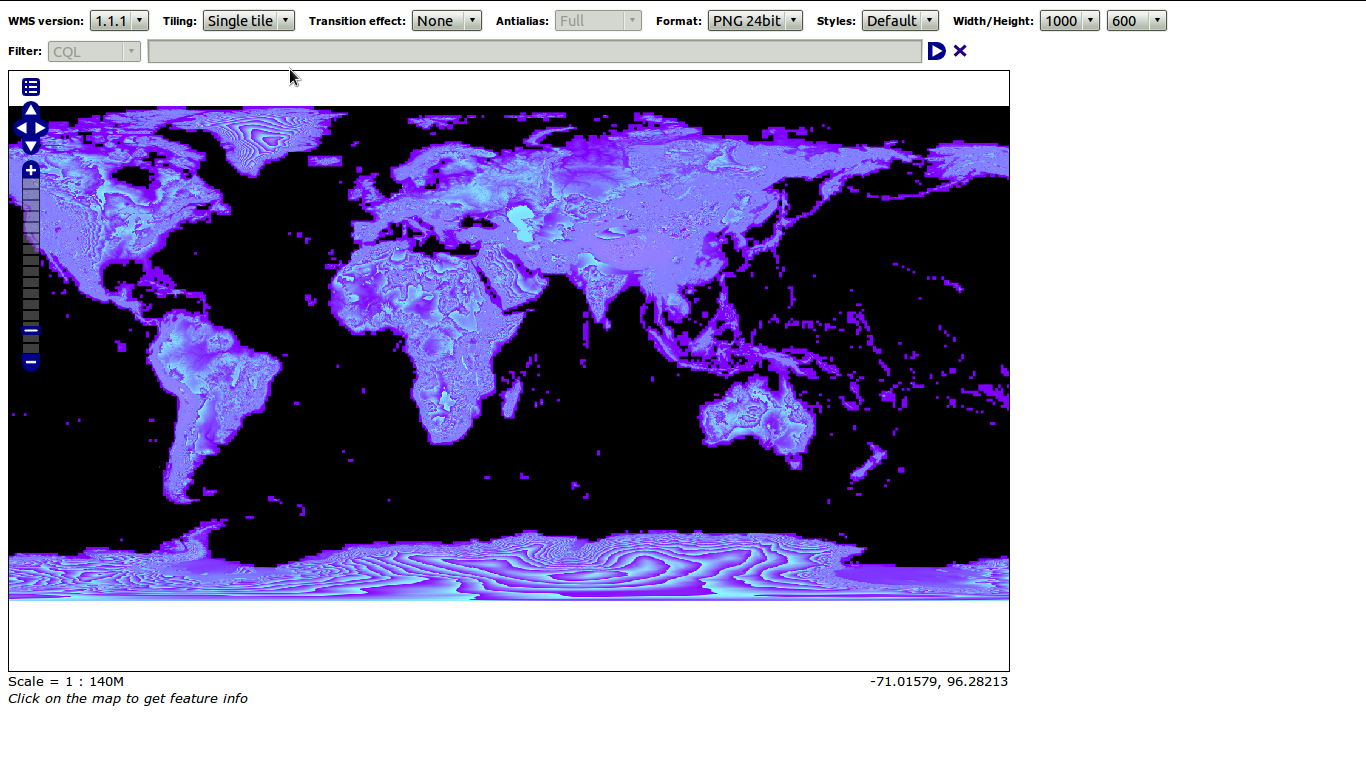 WMS version: 1.1.1 Tiling: Single tile Transition effect: None Antialias: Full Format: PNG 24bit Styles: Default Width/Height: 1000 600
Filter: CQL
Scale = 1 : 140M -71.01579, 96.28213
Click on the map to get feature info